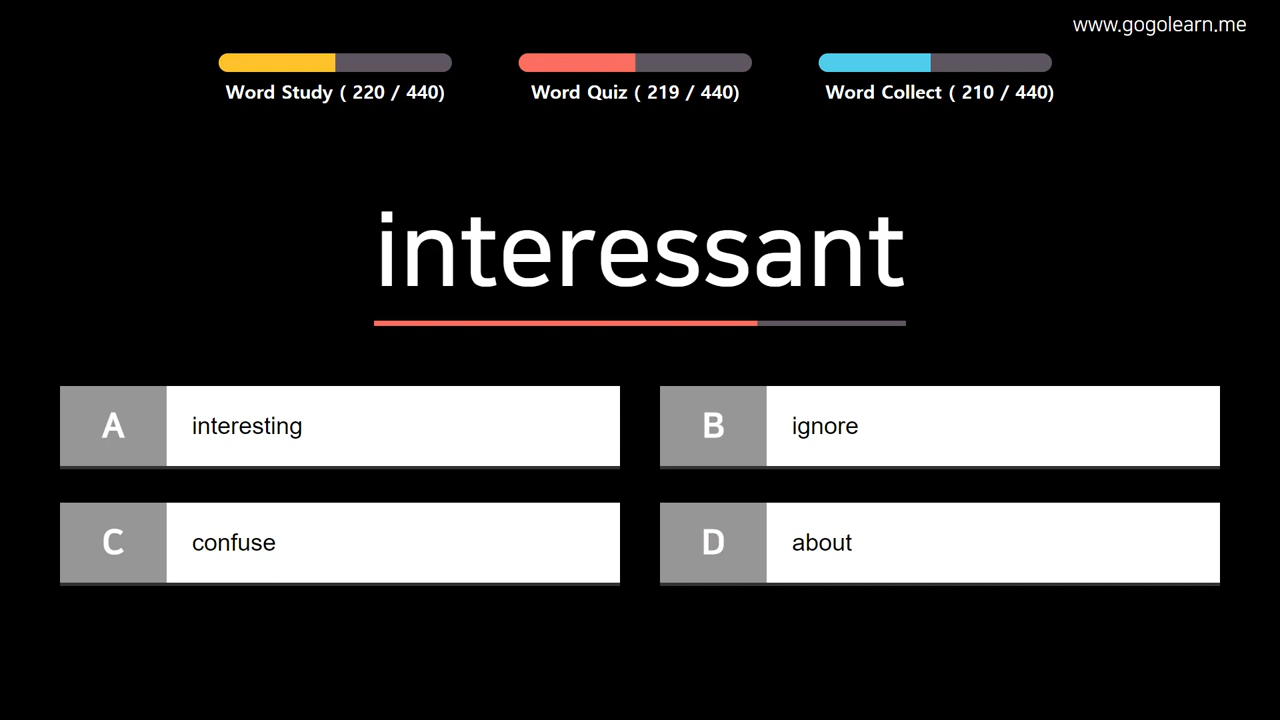 www.gogolearn.me
Word Study ( 220 / 440)
Word Quiz ( 219 / 440)
Word Collect ( 210 / 440)
interessant
A
interesting
B
ignore
C
confuse
D
about